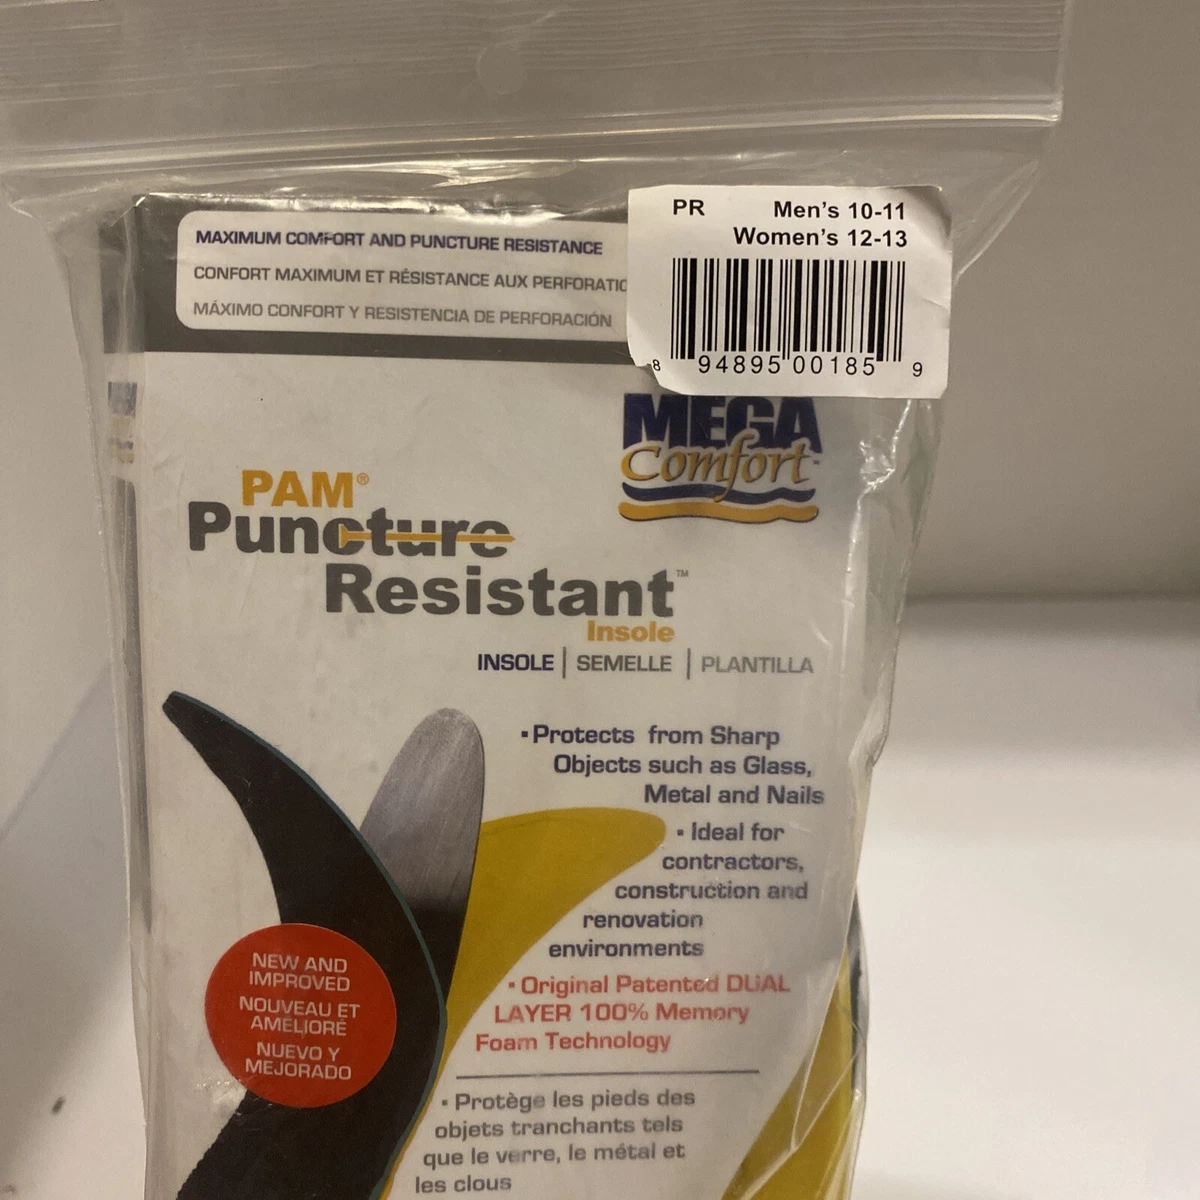 PR Men's 10-11
Women's 12-13
8 94895 00185 9
MAXIMUM COMFORT AND PUNCTURE RESISTANCE
CONFORT MAXIMUM ET RÉSISTANCE AUX
MÁXIMO CONFORT Y RESISTENCIA DE PERFORACIÓN
MEGA
Comfort™
PAM®
Puncture
Resistant™
Insole
INSOLE | SEMELLE | PLANTILLA
▪ Protects from Sharp
Objects such as Glass,
Metal and Nails
▪ Ideal for
contractors,
construction and
renovation
environments
▪ Original Patented DUAL
LAYER 100% Memory
Foam Technology
NEW AND
IMPROVED
NOUVEAU ET
AMÉLIORÉ
NUEVO Y
MEJORADO
▪ Protège les pieds des
objets tranchants tels
que le verre, le métal et
les clous